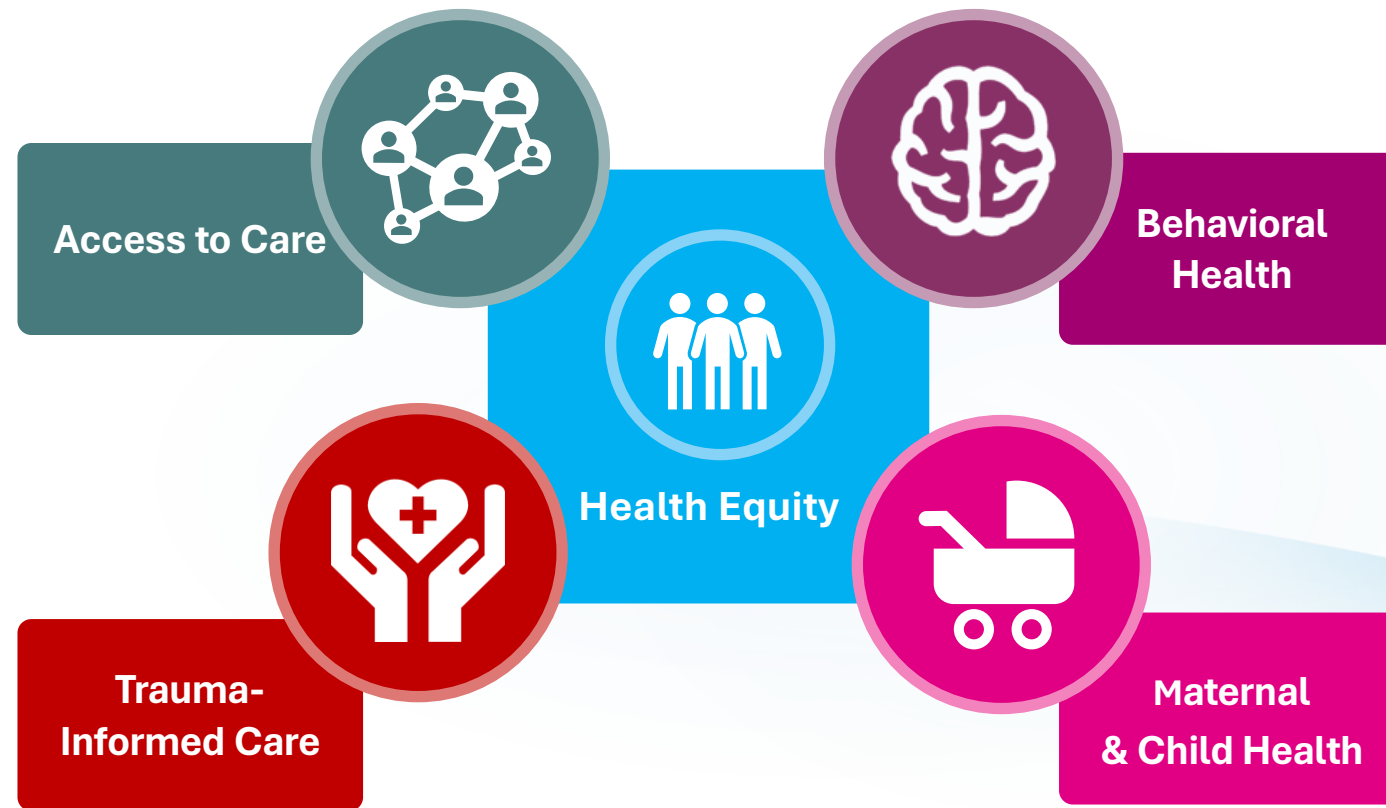 Access to Care
Behavioral
Health
Health Equity
Trauma-
Informed Care
Maternal
& Child Health